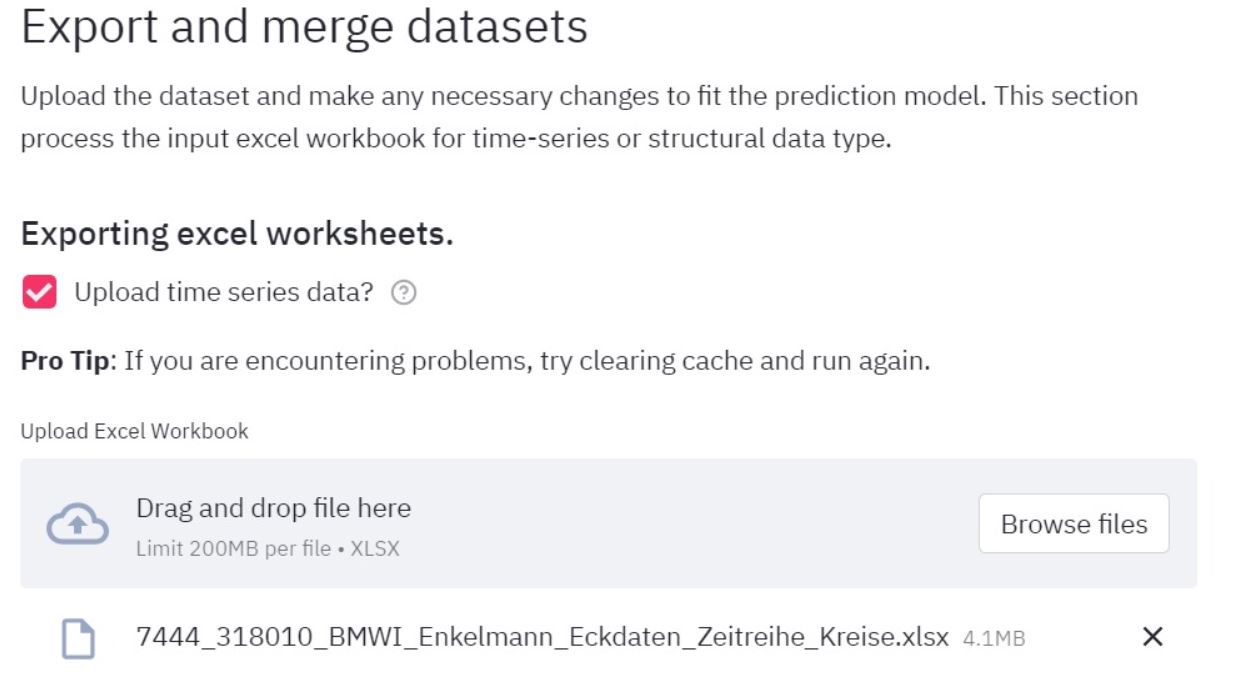 Export and merge datasets
Upload the dataset and make any necessary changes to fit the prediction model. This section
process the input excel workbook for time-series or structural data type.
Exporting excel worksheets.
Upload time series data? ?
Pro Tip: If you are encountering problems, try clearing cache and run again.
Upload Excel Workbook
Drag and drop file here
Limit 200MB per file • XLSX
Browse files
7444_318010_BMWI_Enkelmann_Eckdaten_Zeitreihe_Kreise.xlsx 4.1MB